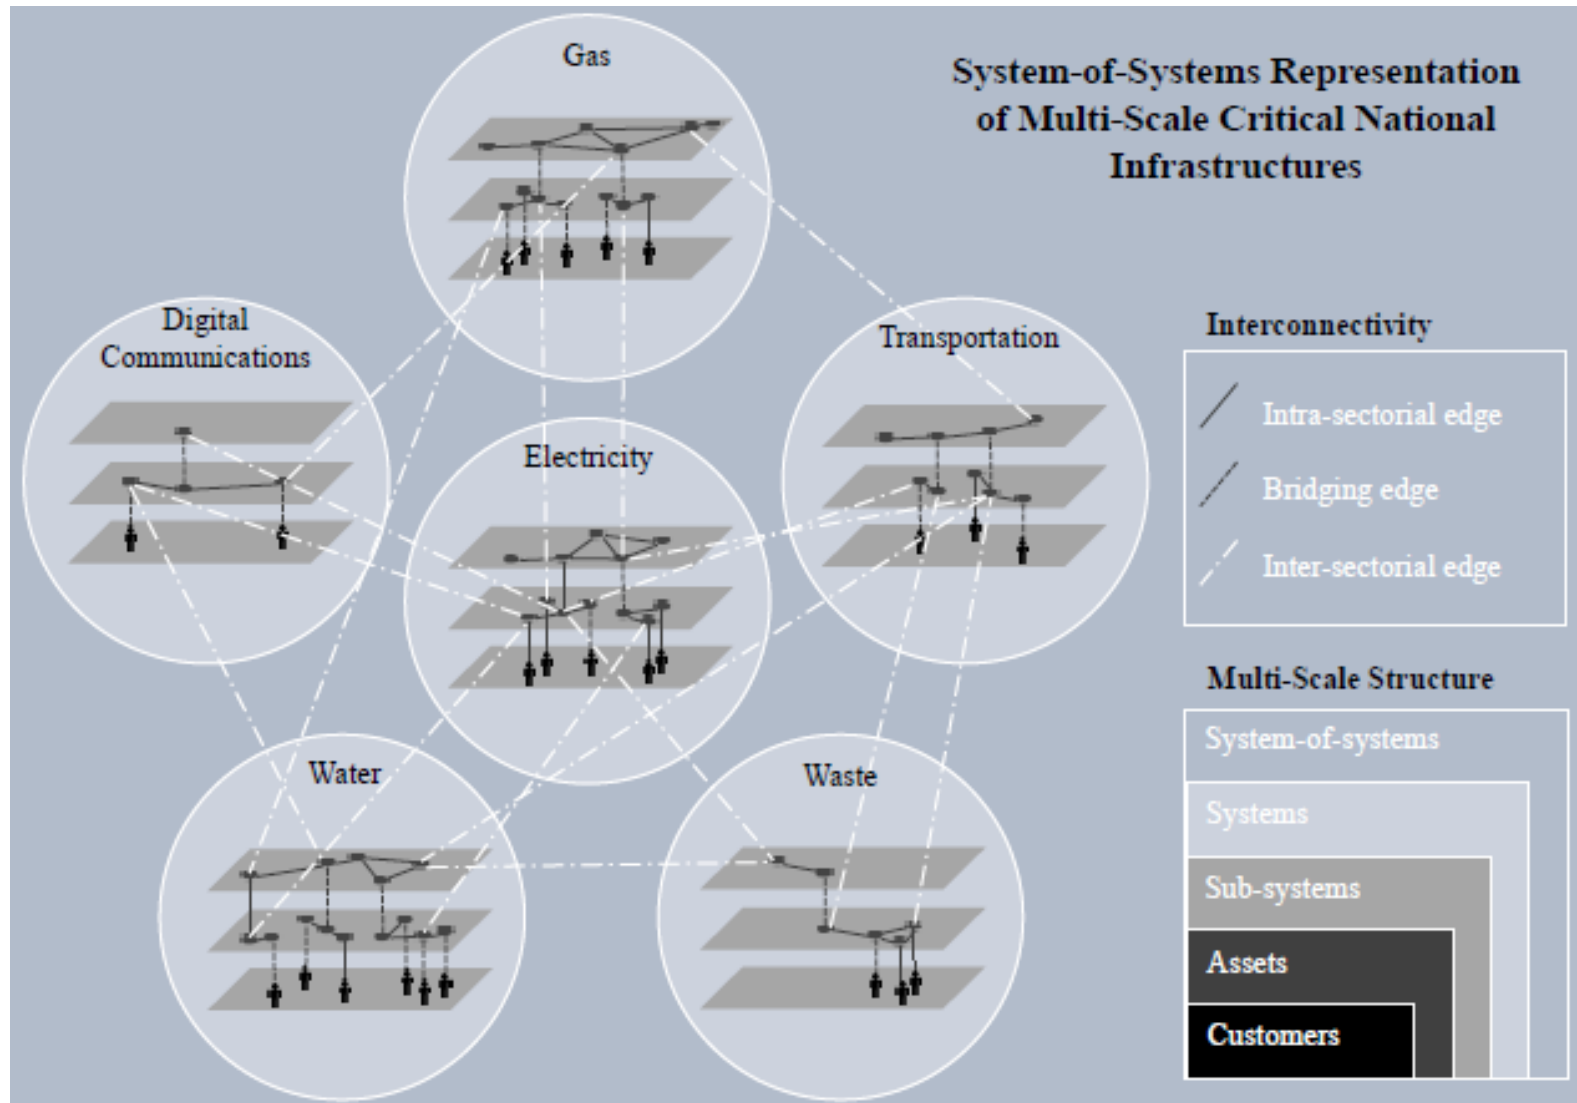 Gas
System-of-Systems Representation
of Multi-Scale Critical National
Infrastructures
Digital
Communications
Transportation
Electricity
Water
Waste
Interconnectivity
Intra-sectorial edge
Bridging edge
Inter-sectorial edge
Multi-Scale Structure
System-of-systems
Systems
Sub-systems
Assets
Customers